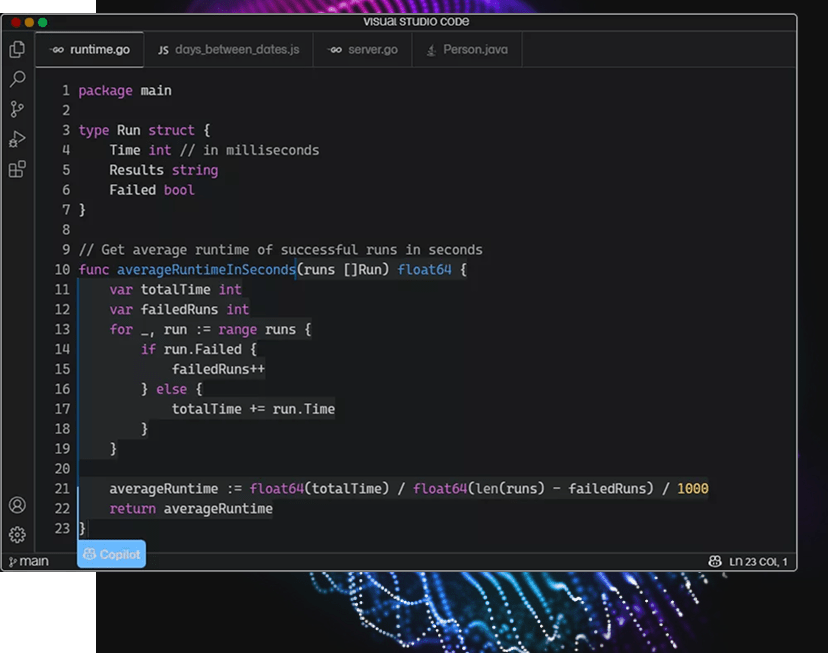 Visual Studio Code
runtime.go
JS days_between_dates.js
server.go
Person.java
1 package main
2
3 type Run struct {
4     Time int // in milliseconds
5     Results string
6     Failed bool
7 }
8
9 // Get average runtime of successful runs in seconds
10 func averageRuntimeInSeconds(runs []Run) float64 {
11     var totalTime int
12     var failedRuns int
13     for _, run := range runs {
14         if run.Failed {
15             failedRuns++
16         } else {
17             totalTime += run.Time
18         }
19     }
20
21     averageRuntime := float64(totalTime) / float64(len(runs) - failedRuns) / 1000
22     return averageRuntime
23 }
Copilot
main
Ln 23 Col, 1